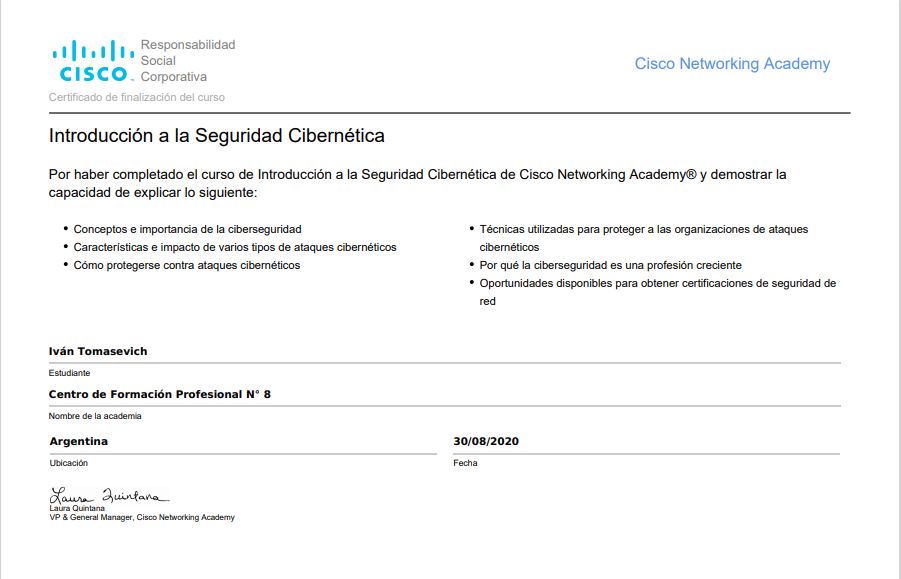 CISCO
Responsabilidad
Social
Corporativa
Cisco Networking Academy
Certificado de finalización del curso
Introducción a la Seguridad Cibernética
Por haber completado el curso de Introducción a la Seguridad Cibernética de Cisco Networking Academy® y demostrar la
capacidad de explicar lo siguiente:
• Conceptos e importancia de la ciberseguridad
• Características e impacto de varios tipos de ataques cibernéticos
• Cómo protegerse contra ataques cibernéticos
• Técnicas utilizadas para proteger a las organizaciones de ataques
cibernéticos
• Por qué la ciberseguridad es una profesión creciente
• Oportunidades disponibles para obtener certificaciones de seguridad de
red
Iván Tomasevich
Estudiante
Centro de Formación Profesional N° 8
Nombre de la academia
Argentina
Ubicación
30/08/2020
Fecha
Laura Quintana
Laura Quintana
VP & General Manager, Cisco Networking Academy